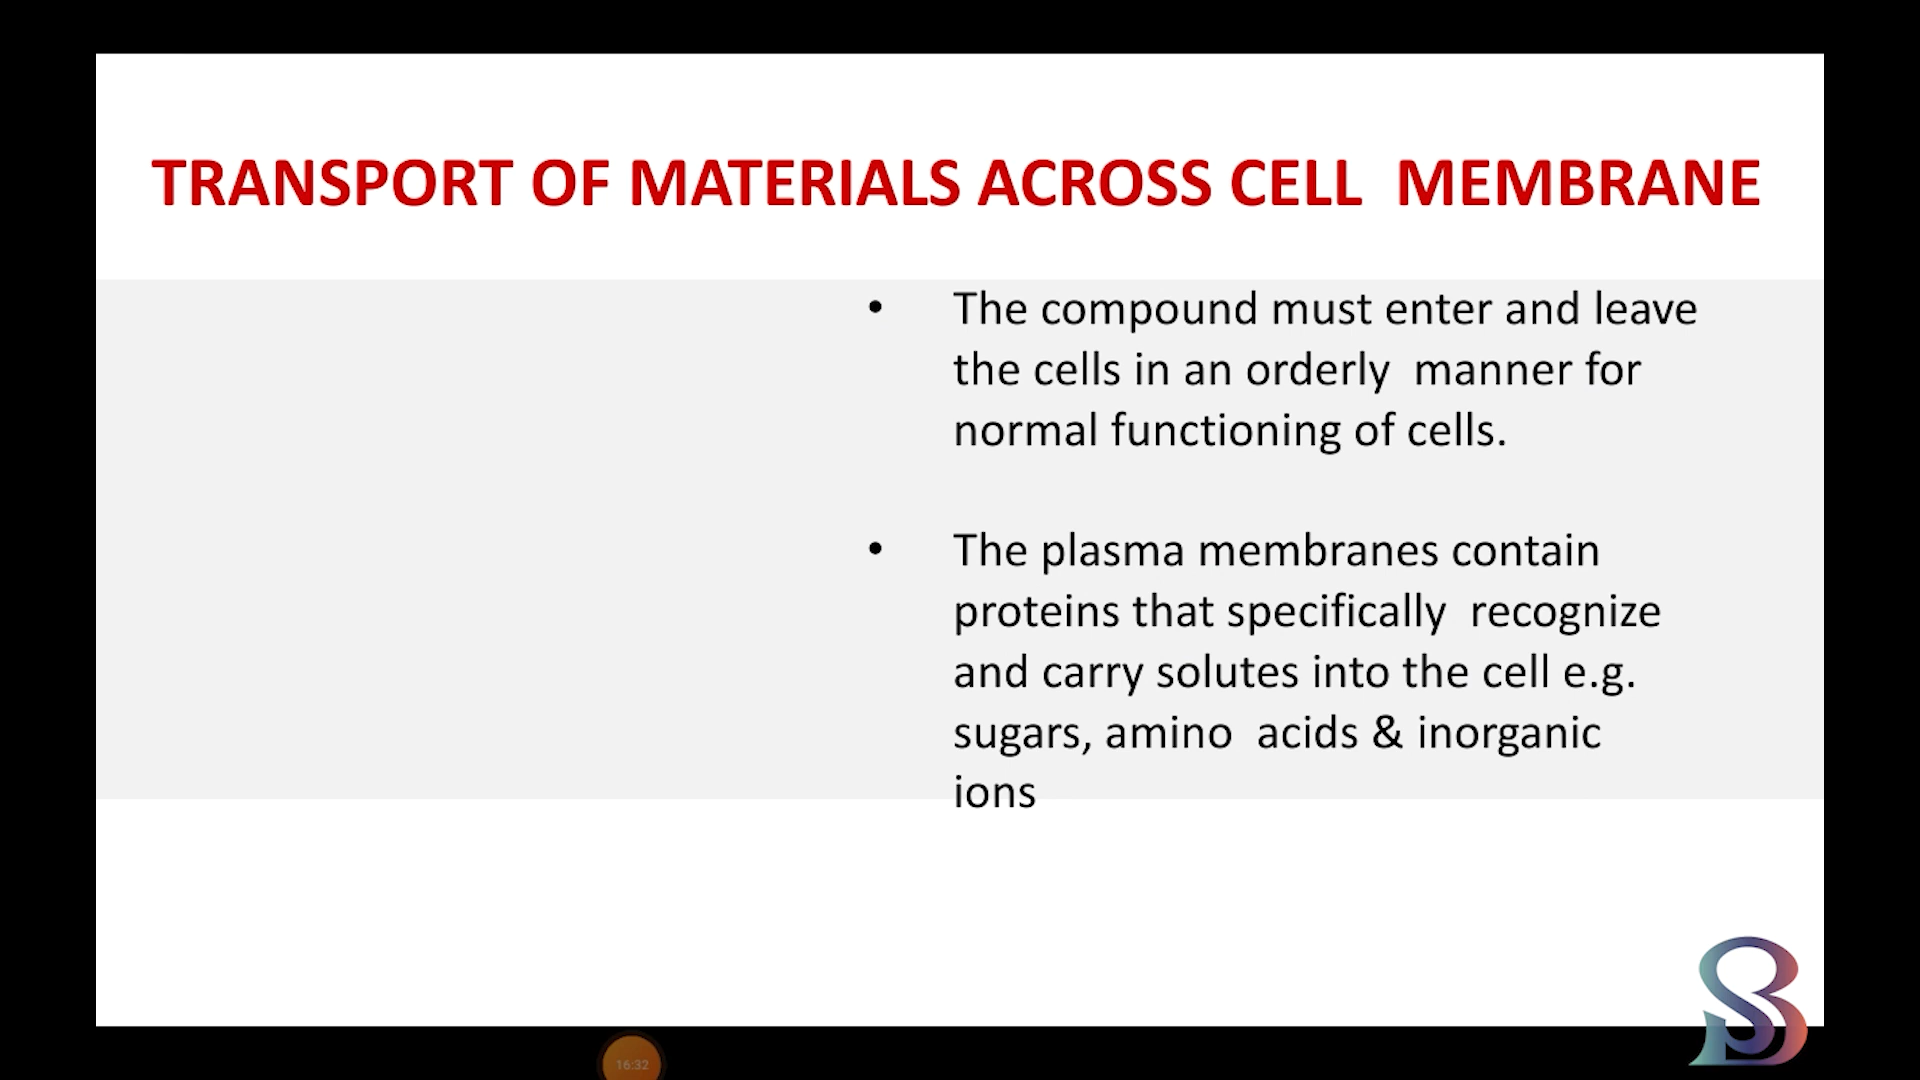 TRANSPORT OF MATERIALS ACROSS CELL  MEMBRANE
• The compound must enter and leave
the cells in an orderly  manner for
normal functioning of cells.
• The plasma membranes contain
proteins that specifically  recognize
and carry solutes into the cell e.g.
sugars, amino  acids & inorganic
ions
16:32